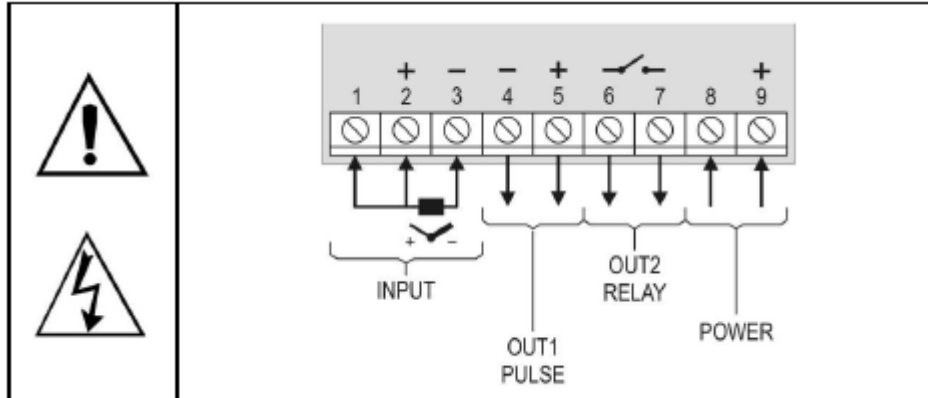 + − − + +
1 2 3 4 5 6 7 8 9
+ −
INPUT
OUT2
RELAY
POWER
OUT1
PULSE